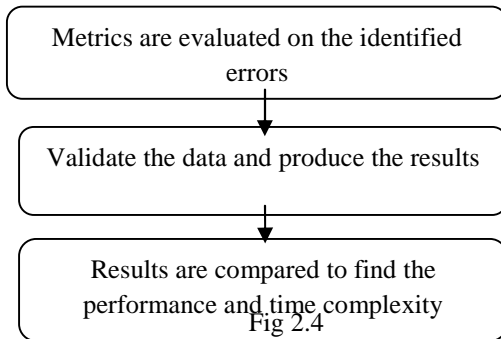 Metrics are evaluated on the identified
errors
Validate the data and produce the results
Results are compared to find the
performance and time complexity
Fig 2.4